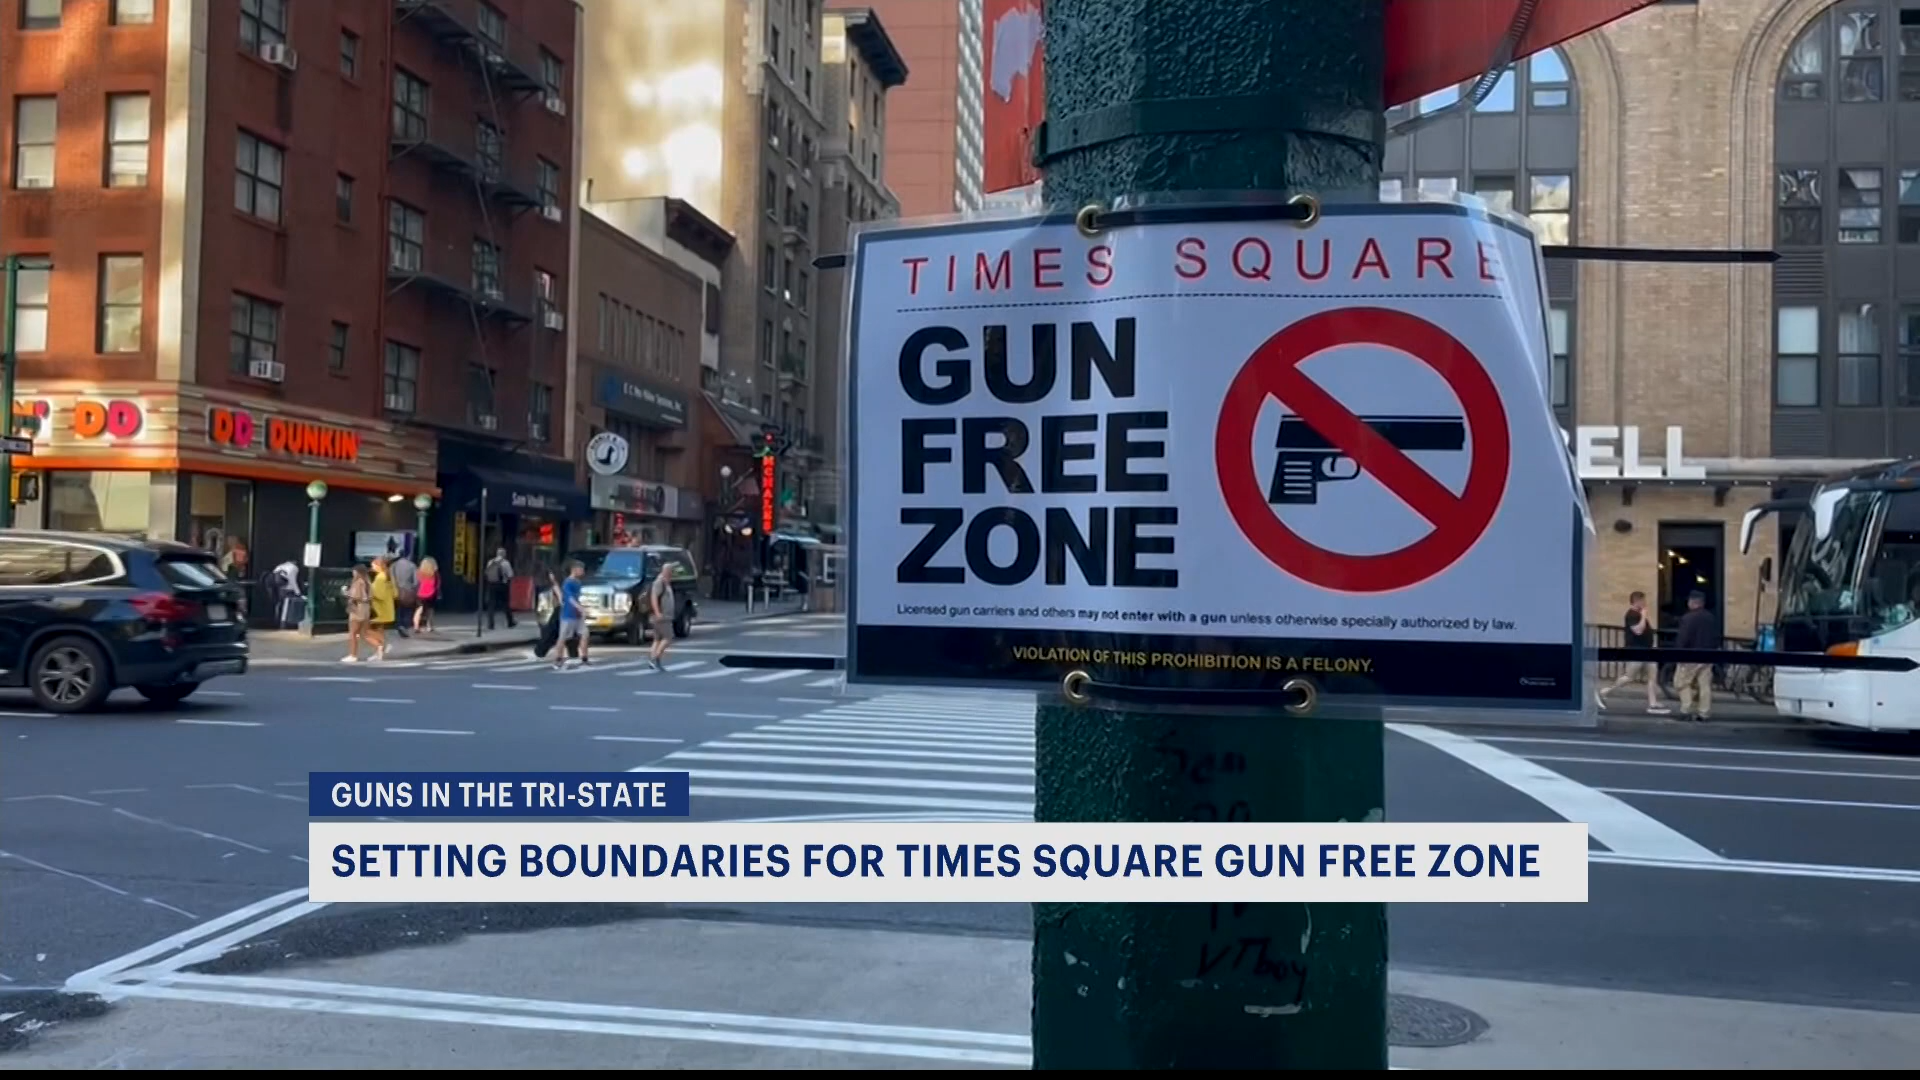 TIMES SQUARE
GUN
FREE
ZONE
Licensed gun carriers and others may not enter with a gun unless otherwise specially authorized by law.
VIOLATION OF THIS PROHIBITION IS A FELONY.
DD
DD DUNKIN'
ELL
GUNS IN THE TRI-STATE
SETTING BOUNDARIES FOR TIMES SQUARE GUN FREE ZONE